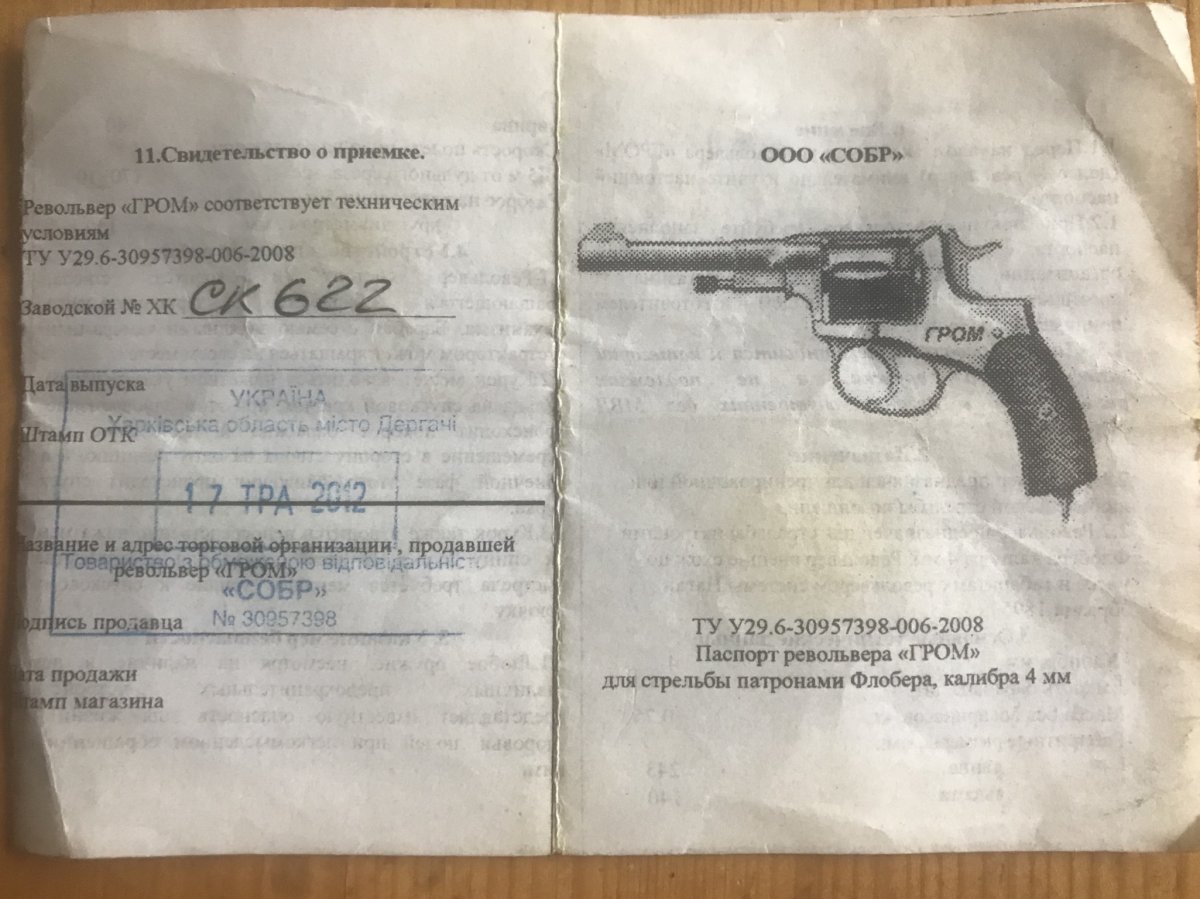 11.Свидетельство о приемке.
Револьвер «ГРОМ» соответствует техническим
условиям
ТУ У29.6-30957398-006-2008
Заводской № ХК СК 622
Дата выпуска
УКРАЇНА
Харківська область місто Дергачі
Штамп ОТК
17 ТРА 2012
Название и адрес торговой организации , продавшей
Товариство з обмеженою відповідальніс
револьвер «ГРОМ»
«СОБР»
Подпись продавца
№ 30957398
Дата продажи
Штамп магазина
ООО «СОБР»
ГРОМ
ТУ У29.6-30957398-006-2008
Паспорт револьвера «ГРОМ»
для стрельбы патронами Флобера, калибра 4 мм